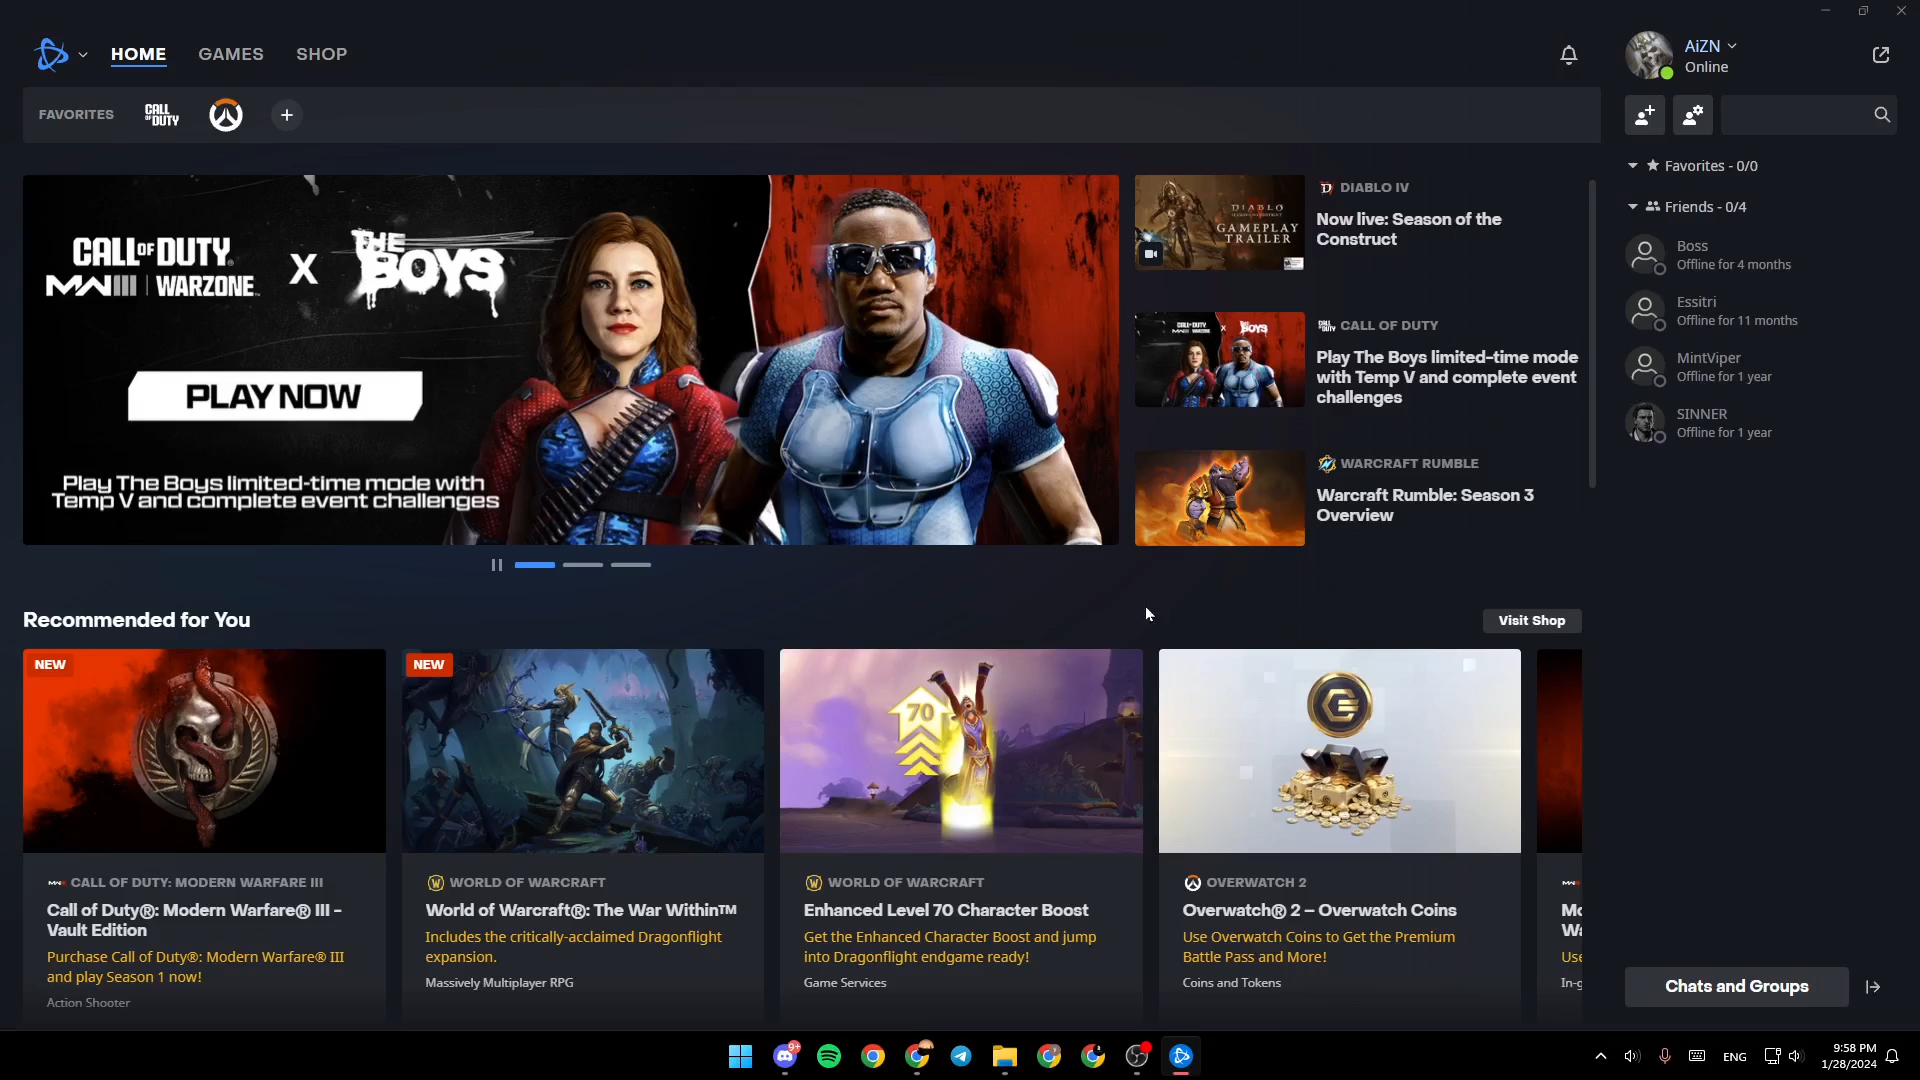 HOME
GAMES
SHOP
AiZN
Online
FAVORITES
CALL OF DUTY
Favorites - 0/0
Friends - 0/4
Boss
Offline for 4 months
Essitri
Offline for 11 months
MintViper
Offline for 1 year
SINNER
Offline for 1 year
CALL OF DUTY
MWIII | WARZONE
X
THE BOYS
PLAY NOW
Play The Boys limited-time mode with
Temp V and complete event challenges
DIABLO
GAMEPLAY
TRAILER
DIABLO IV
Now live: Season of the
Construct
BOYS
CALL OF DUTY
Play The Boys limited-time mode
with Temp V and complete event
challenges
WARCRAFT RUMBLE
Warcraft Rumble: Season 3
Overview
Recommended for You
Visit Shop
NEW
CALL OF DUTY: MODERN WARFARE III
Call of Duty®: Modern Warfare® III –
Vault Edition
Purchase Call of Duty®: Modern Warfare® III
and play Season 1 now!
Action Shooter
NEW
WORLD OF WARCRAFT
World of Warcraft®: The War Within™
Includes the critically-acclaimed Dragonflight
expansion.
Massively Multiplayer RPG
70
WORLD OF WARCRAFT
Enhanced Level 70 Character Boost
Get the Enhanced Character Boost and jump
into Dragonflight endgame ready!
Game Services
OVERWATCH 2
Overwatch® 2 – Overwatch Coins
Use Overwatch Coins to Get the Premium
Battle Pass and More!
Coins and Tokens
Chats and Groups
9+
ENG
9:58 PM
1/28/2024